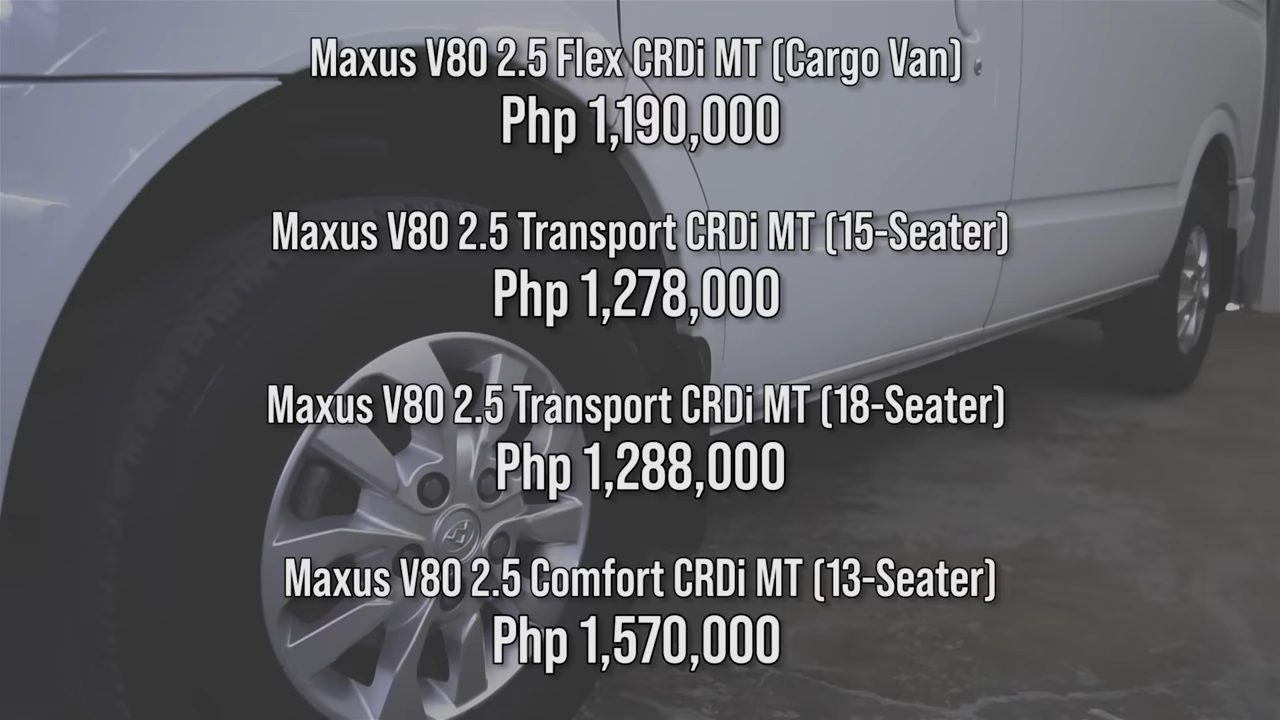 Maxus V80 2.5 Flex CRDi MT (Cargo Van)
Php 1,190,000
Maxus V80 2.5 Transport CRDi MT (15-Seater)
Php 1,278,000
Maxus V80 2.5 Transport CRDi MT (18-Seater)
Php 1,288,000
Maxus V80 2.5 Comfort CRDi MT (13-Seater)
Php 1,570,000